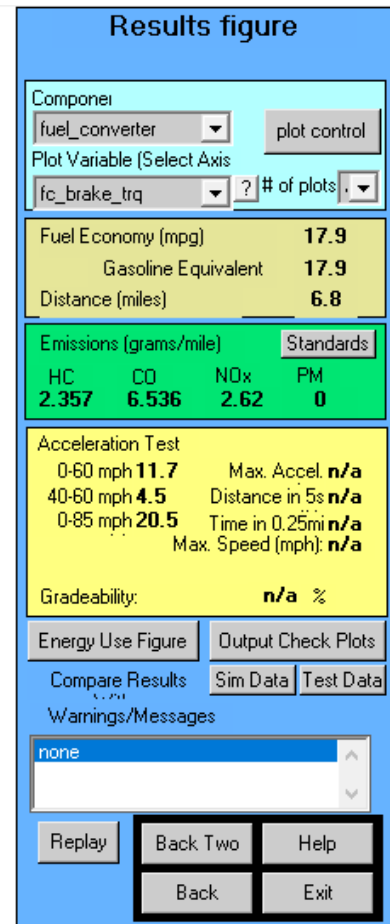 Results figure
Componer
fuel_converter plot control
Plot Variable (Select Axis
fc_brake_trq ? # of plots
Fuel Economy (mpg) 17.9
Gasoline Equivalent 17.9
Distance (miles) 6.8
Emissions (grams/mile) Standards
HC CO NOx PM
2.357 6.536 2.62 0
Acceleration Test
0-60 mph 11.7 Max. Accel. n/a
40-60 mph 4.5 Distance in 5s n/a
0-85 mph 20.5 Time in 0.25mi n/a
Max. Speed (mph): n/a
Gradeability: n/a %
Energy Use Figure Output Check Plots
Compare Results Sim Data Test Data
Warnings/Messages
none
Replay Back Two Help
Back Exit